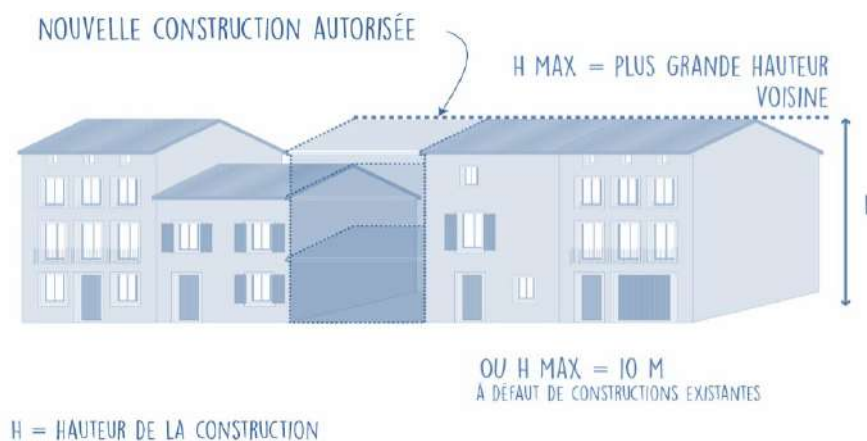 NOUVELLE CONSTRUCTION AUTORISÉE
H MAX = PLUS GRANDE HAUTEUR
VOISINE
OU H MAX = 10 M
À DÉFAUT DE CONSTRUCTIONS EXISTANTES
H = HAUTEUR DE LA CONSTRUCTION